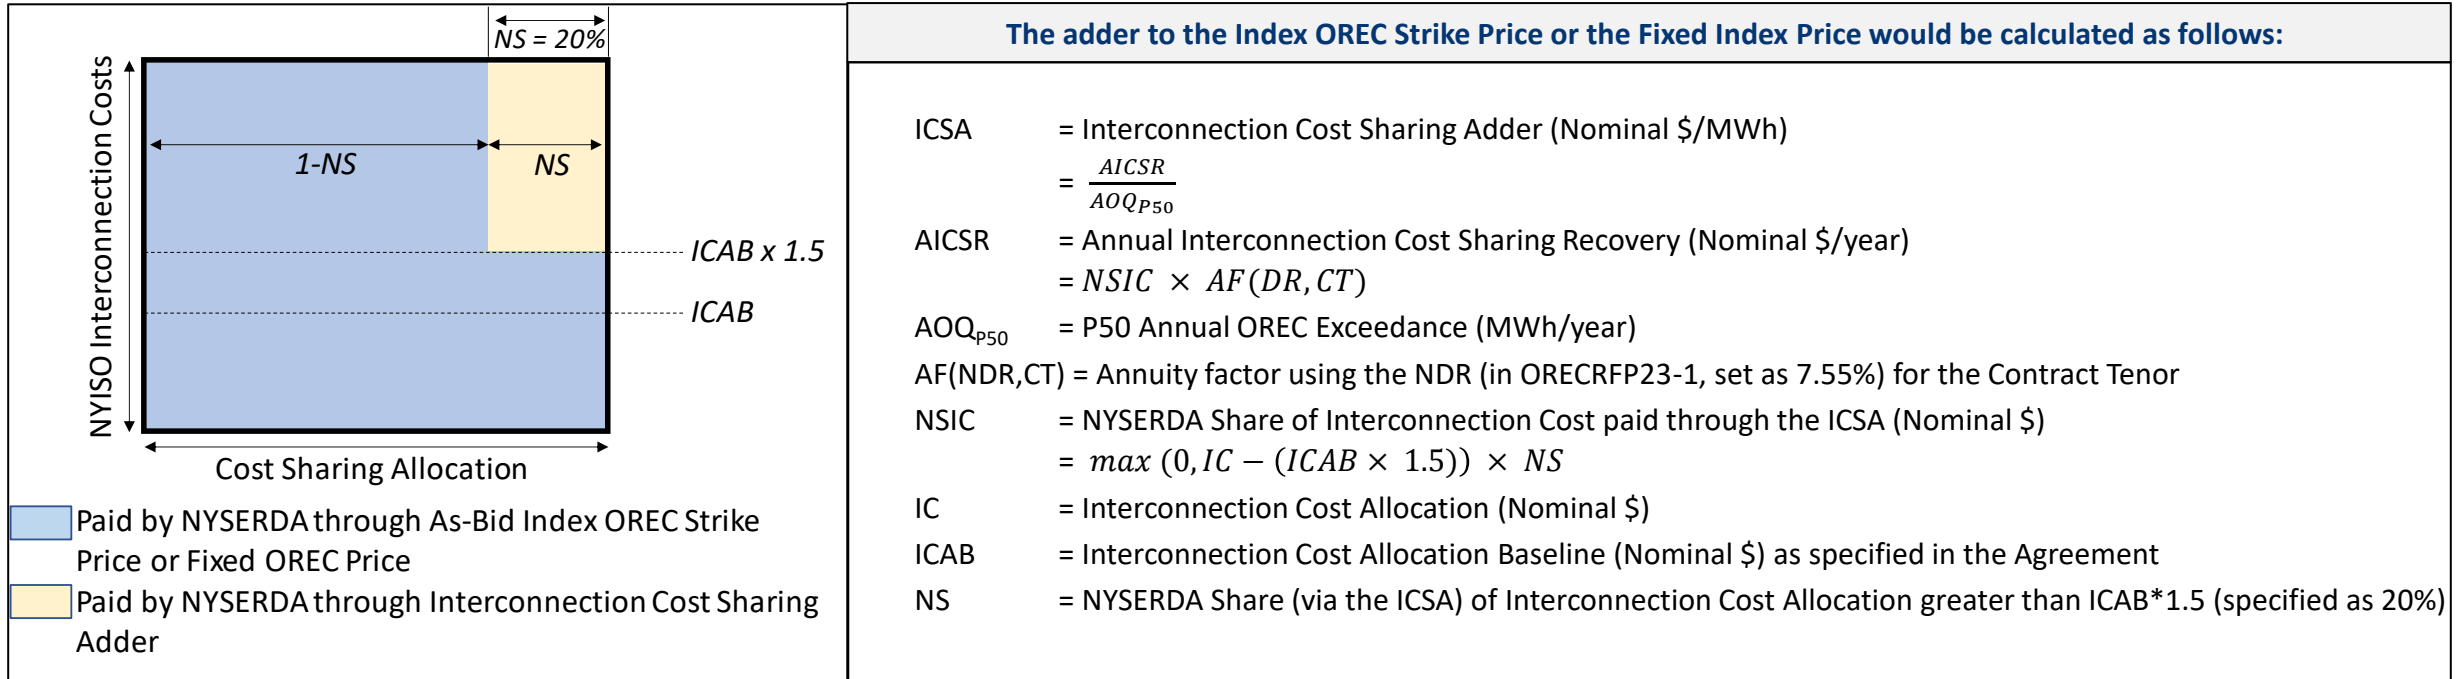 NS = 20%
NYISO Interconnection Costs
1-NS
NS
ICAB x 1.5
ICAB
Cost Sharing Allocation
Paid by NYSERDA through As-Bid Index OREC Strike
Price or Fixed OREC Price
Paid by NYSERDA through Interconnection Cost Sharing
Adder
The adder to the Index OREC Strike Price or the Fixed Index Price would be calculated as follows:
ICSA = Interconnection Cost Sharing Adder (Nominal $/MWh)
= AICSR / AOQ_P50
AICSR = Annual Interconnection Cost Sharing Recovery (Nominal $/year)
= NSIC × AF(DR, CT)
AOQ_P50 = P50 Annual OREC Exceedance (MWh/year)
AF(NDR,CT) = Annuity factor using the NDR (in ORECRFP23-1, set as 7.55%) for the Contract Tenor
NSIC = NYSERDA Share of Interconnection Cost paid through the ICSA (Nominal $)
= max (0, IC − (ICAB × 1.5)) × NS
IC = Interconnection Cost Allocation (Nominal $)
ICAB = Interconnection Cost Allocation Baseline (Nominal $) as specified in the Agreement
NS = NYSERDA Share (via the ICSA) of Interconnection Cost Allocation greater than ICAB*1.5 (specified as 20%)